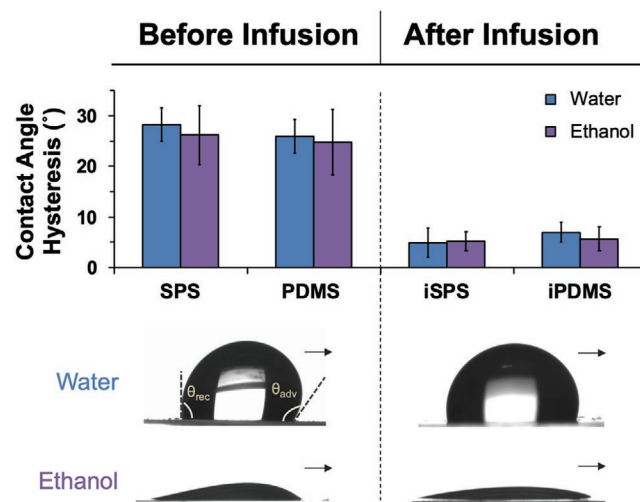 Before Infusion
After Infusion
Contact Angle
Hysteresis (˚)
30
20
10
0
Water
Ethanol
SPS
PDMS
iSPS
iPDMS
Water
θrec
θadv
Ethanol